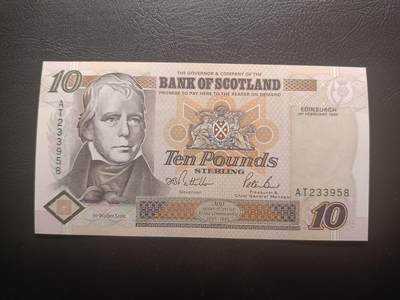 10
THE GOVERNOR & COMPANY OF THE
BANK OF SCOTLAND
PROMISE TO PAY HERE TO THE BEARER ON DEMAND
EDINBURGH
AT233958
Ten Pounds
STERLING
Governor
Treasurer &
Chief General Manager
AT233958
Sir Walter Scott
300
10